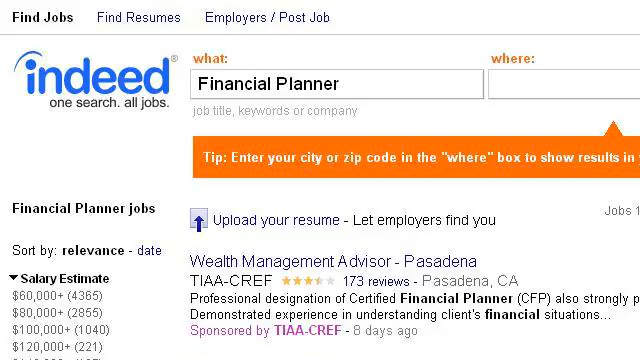 Find Jobs Find Resumes Employers / Post Job
indeed®
one search. all jobs.
what: where:
Financial Planner
job title, keywords or company
Tip: Enter your city or zip code in the "where" box to show results in
Financial Planner jobs
Upload your resume - Let employers find you
Jobs 1
Sort by: relevance - date
Salary Estimate
$60,000+ (4365)
$80,000+ (2855)
$100,000+ (1040)
$120,000+ (221)
Wealth Management Advisor - Pasadena
TIAA-CREF 173 reviews - Pasadena, CA
Professional designation of Certified Financial Planner (CFP) also strongly p
Demonstrated experience in understanding client's financial situations...
Sponsored by TIAA-CREF - 8 days ago